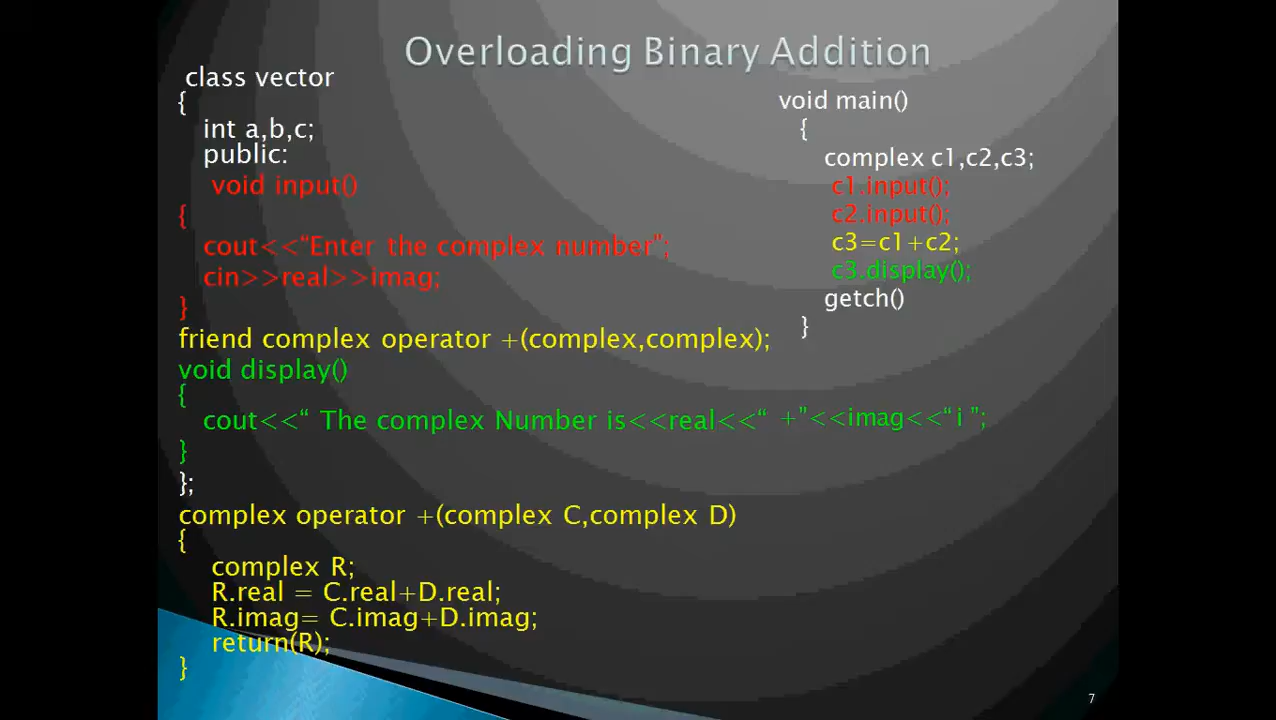 Overloading Binary Addition
class vector
{
int a,b,c;
public:
void input()
{
cout<<“Enter the complex number”;
cin>>real>>imag;
}
friend complex operator +(complex,complex);
void display()
{
cout<<“ The complex Number is<<real<<“ +”<<imag<<“i ”;
}
};
complex operator +(complex C,complex D)
{
complex R;
R.real = C.real+D.real;
R.imag= C.imag+D.imag;
return(R);
}
void main()
{
complex c1,c2,c3;
c1.input();
c2.input();
c3=c1+c2;
c3.display();
getch()
}
7